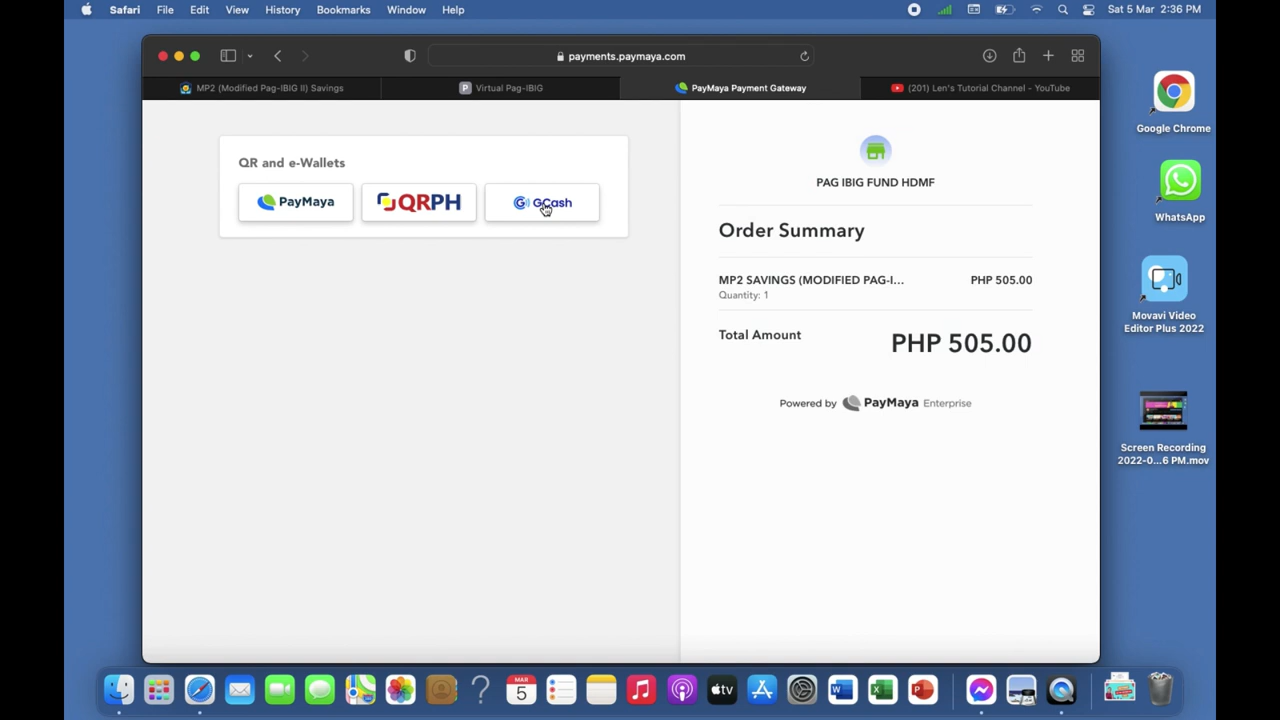 Safari File Edit View History Bookmarks Window Help
Sat 5 Mar 2:36 PM
payments.paymaya.com
MP2 (Modified Pag-IBIG II) Savings
Virtual Pag-IBIG
PayMaya Payment Gateway
(201) Len's Tutorial Channel - YouTube
QR and e-Wallets
PayMaya
QRPH
GCash
PAG IBIG FUND HDMF
Order Summary
MP2 SAVINGS (MODIFIED PAG-I... PHP 505.00
Quantity: 1
Total Amount PHP 505.00
Powered by PayMaya Enterprise
Google Chrome
WhatsApp
Movavi Video
Editor Plus 2022
Screen Recording
2022-0...6 PM.mov
MAR
5
tv